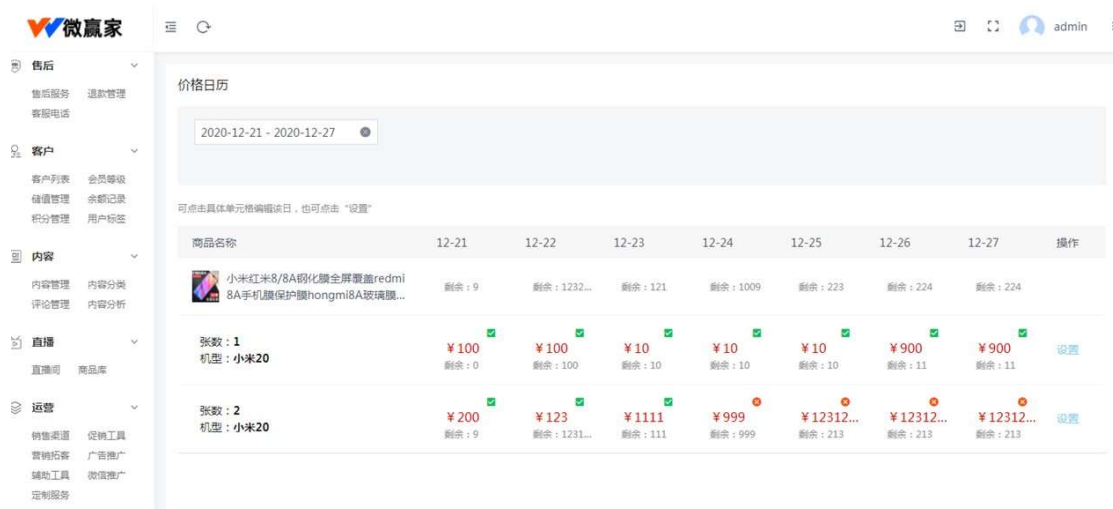 微赢家
admin
售后
售后服务 退款管理
客服电话
客户
客户列表 会员等级
储值管理 余额记录
积分管理 用户标签
内容
内容管理 内容分类
评论管理 内容分析
直播
直播间 商品库
运营
销售渠道 促销工具
营销拓客 广告推广
辅助工具 微信推广
定制服务
价格日历
2020-12-21 - 2020-12-27
可点击具体单元格编辑该日，也可点击“设置”
商品名称 12-21 12-22 12-23 12-24 12-25 12-26 12-27 操作
小米红米8/8A钢化膜全屏覆盖redmi
8A手机膜保护膜hongmi8A玻璃膜...
剩余：9 剩余：1232... 剩余：121 剩余：1009 剩余：223 剩余：224 剩余：224
张数：1
机型：小米20
¥100 ¥100 ¥10 ¥10 ¥10 ¥900 ¥900 设置
剩余：0 剩余：100 剩余：10 剩余：10 剩余：10 剩余：11 剩余：11
张数：2
机型：小米20
¥200 ¥123 ¥1111 ¥999 ¥12312... ¥12312... ¥12312... 设置
剩余：9 剩余：1231... 剩余：111 剩余：999 剩余：213 剩余：213 剩余：213